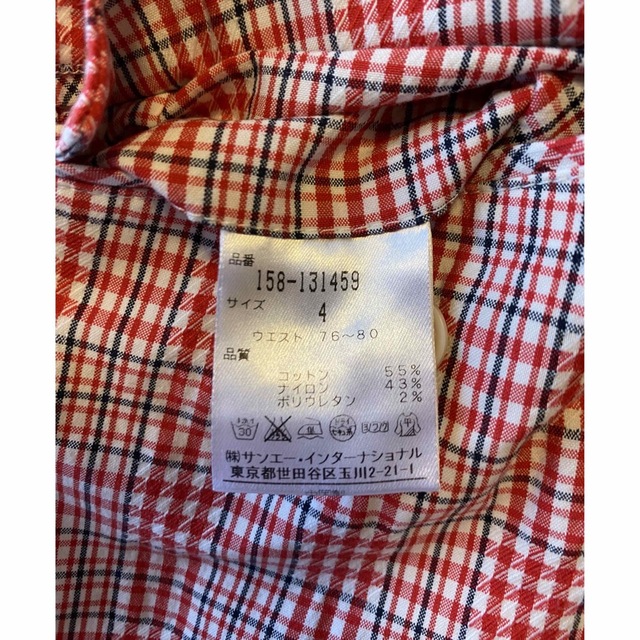 品番
158-131459
サイズ
4
ウエスト 76〜80
品質
コットン 55%
ナイロン 43%
ポリウレタン 2%
30 中
㈱サンエー・インターナショナル
東京都世田谷区玉川2-21-1